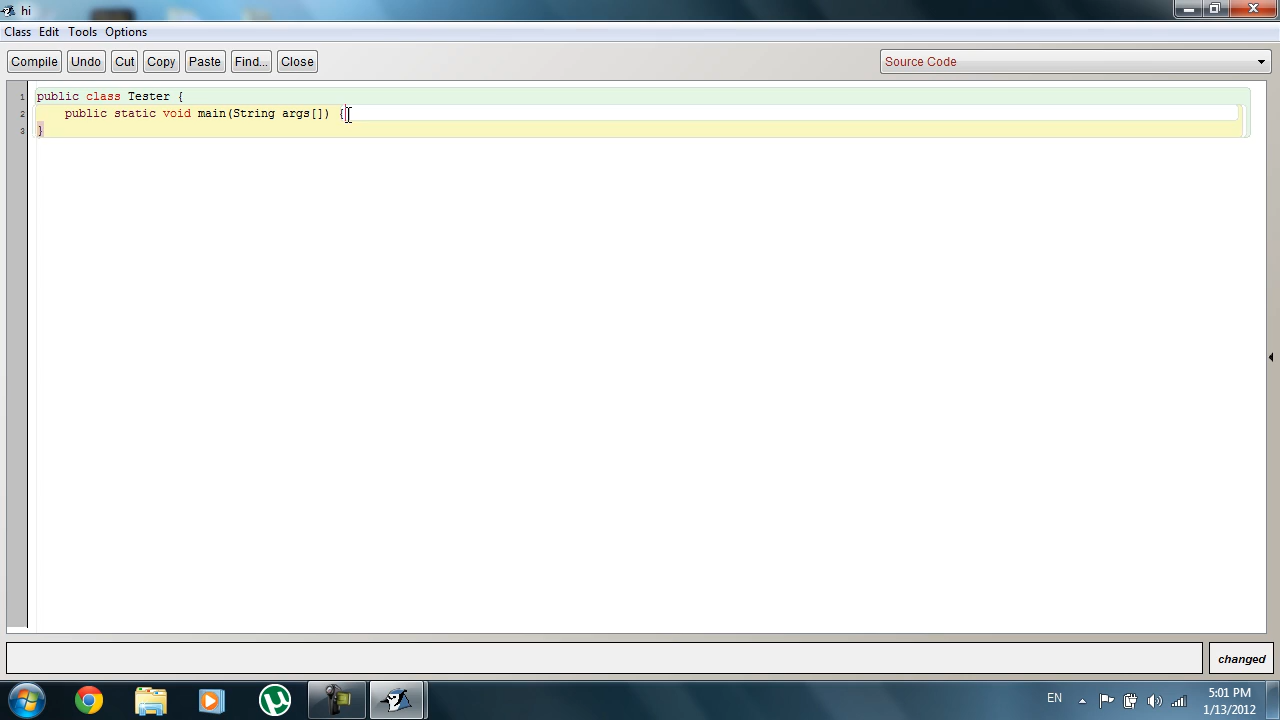 hi
Class Edit Tools Options
Compile Undo Cut Copy Paste Find... Close Source Code
1 public class Tester {
2 public static void main(String args[]) {
3 }
changed
EN 5:01 PM
1/13/2012